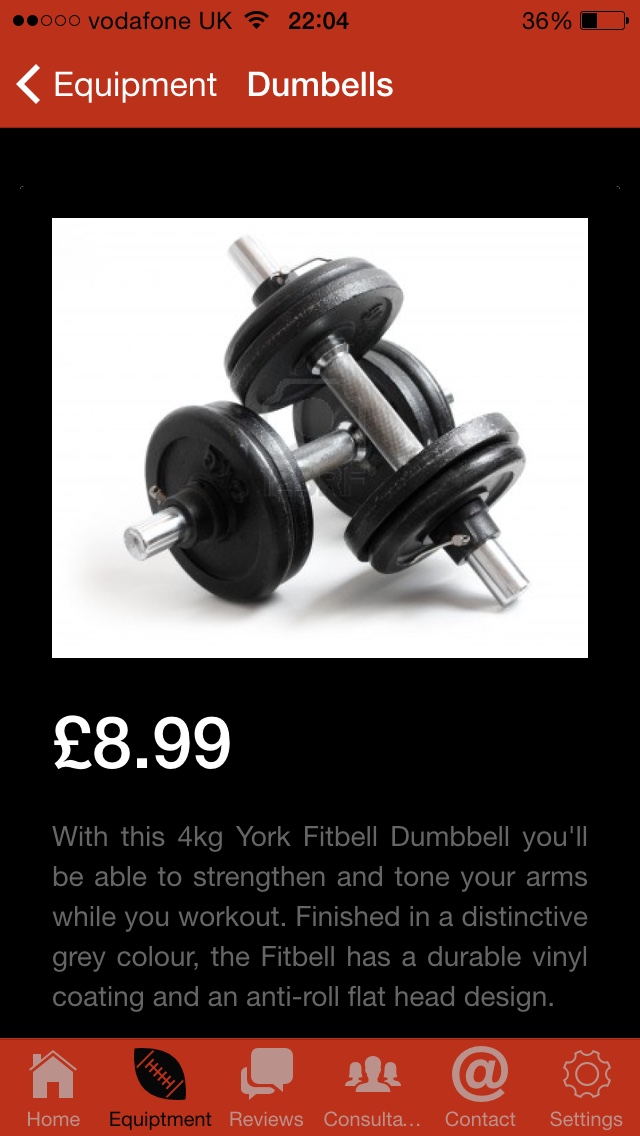 vodafone UK 22:04 36%
Equipment Dumbells
£8.99
With this 4kg York Fitbell Dumbbell you'll
be able to strengthen and tone your arms
while you workout. Finished in a distinctive
grey colour, the Fitbell has a durable vinyl
coating and an anti-roll flat head design.
Home Equiptment Reviews Consulta... Contact Settings